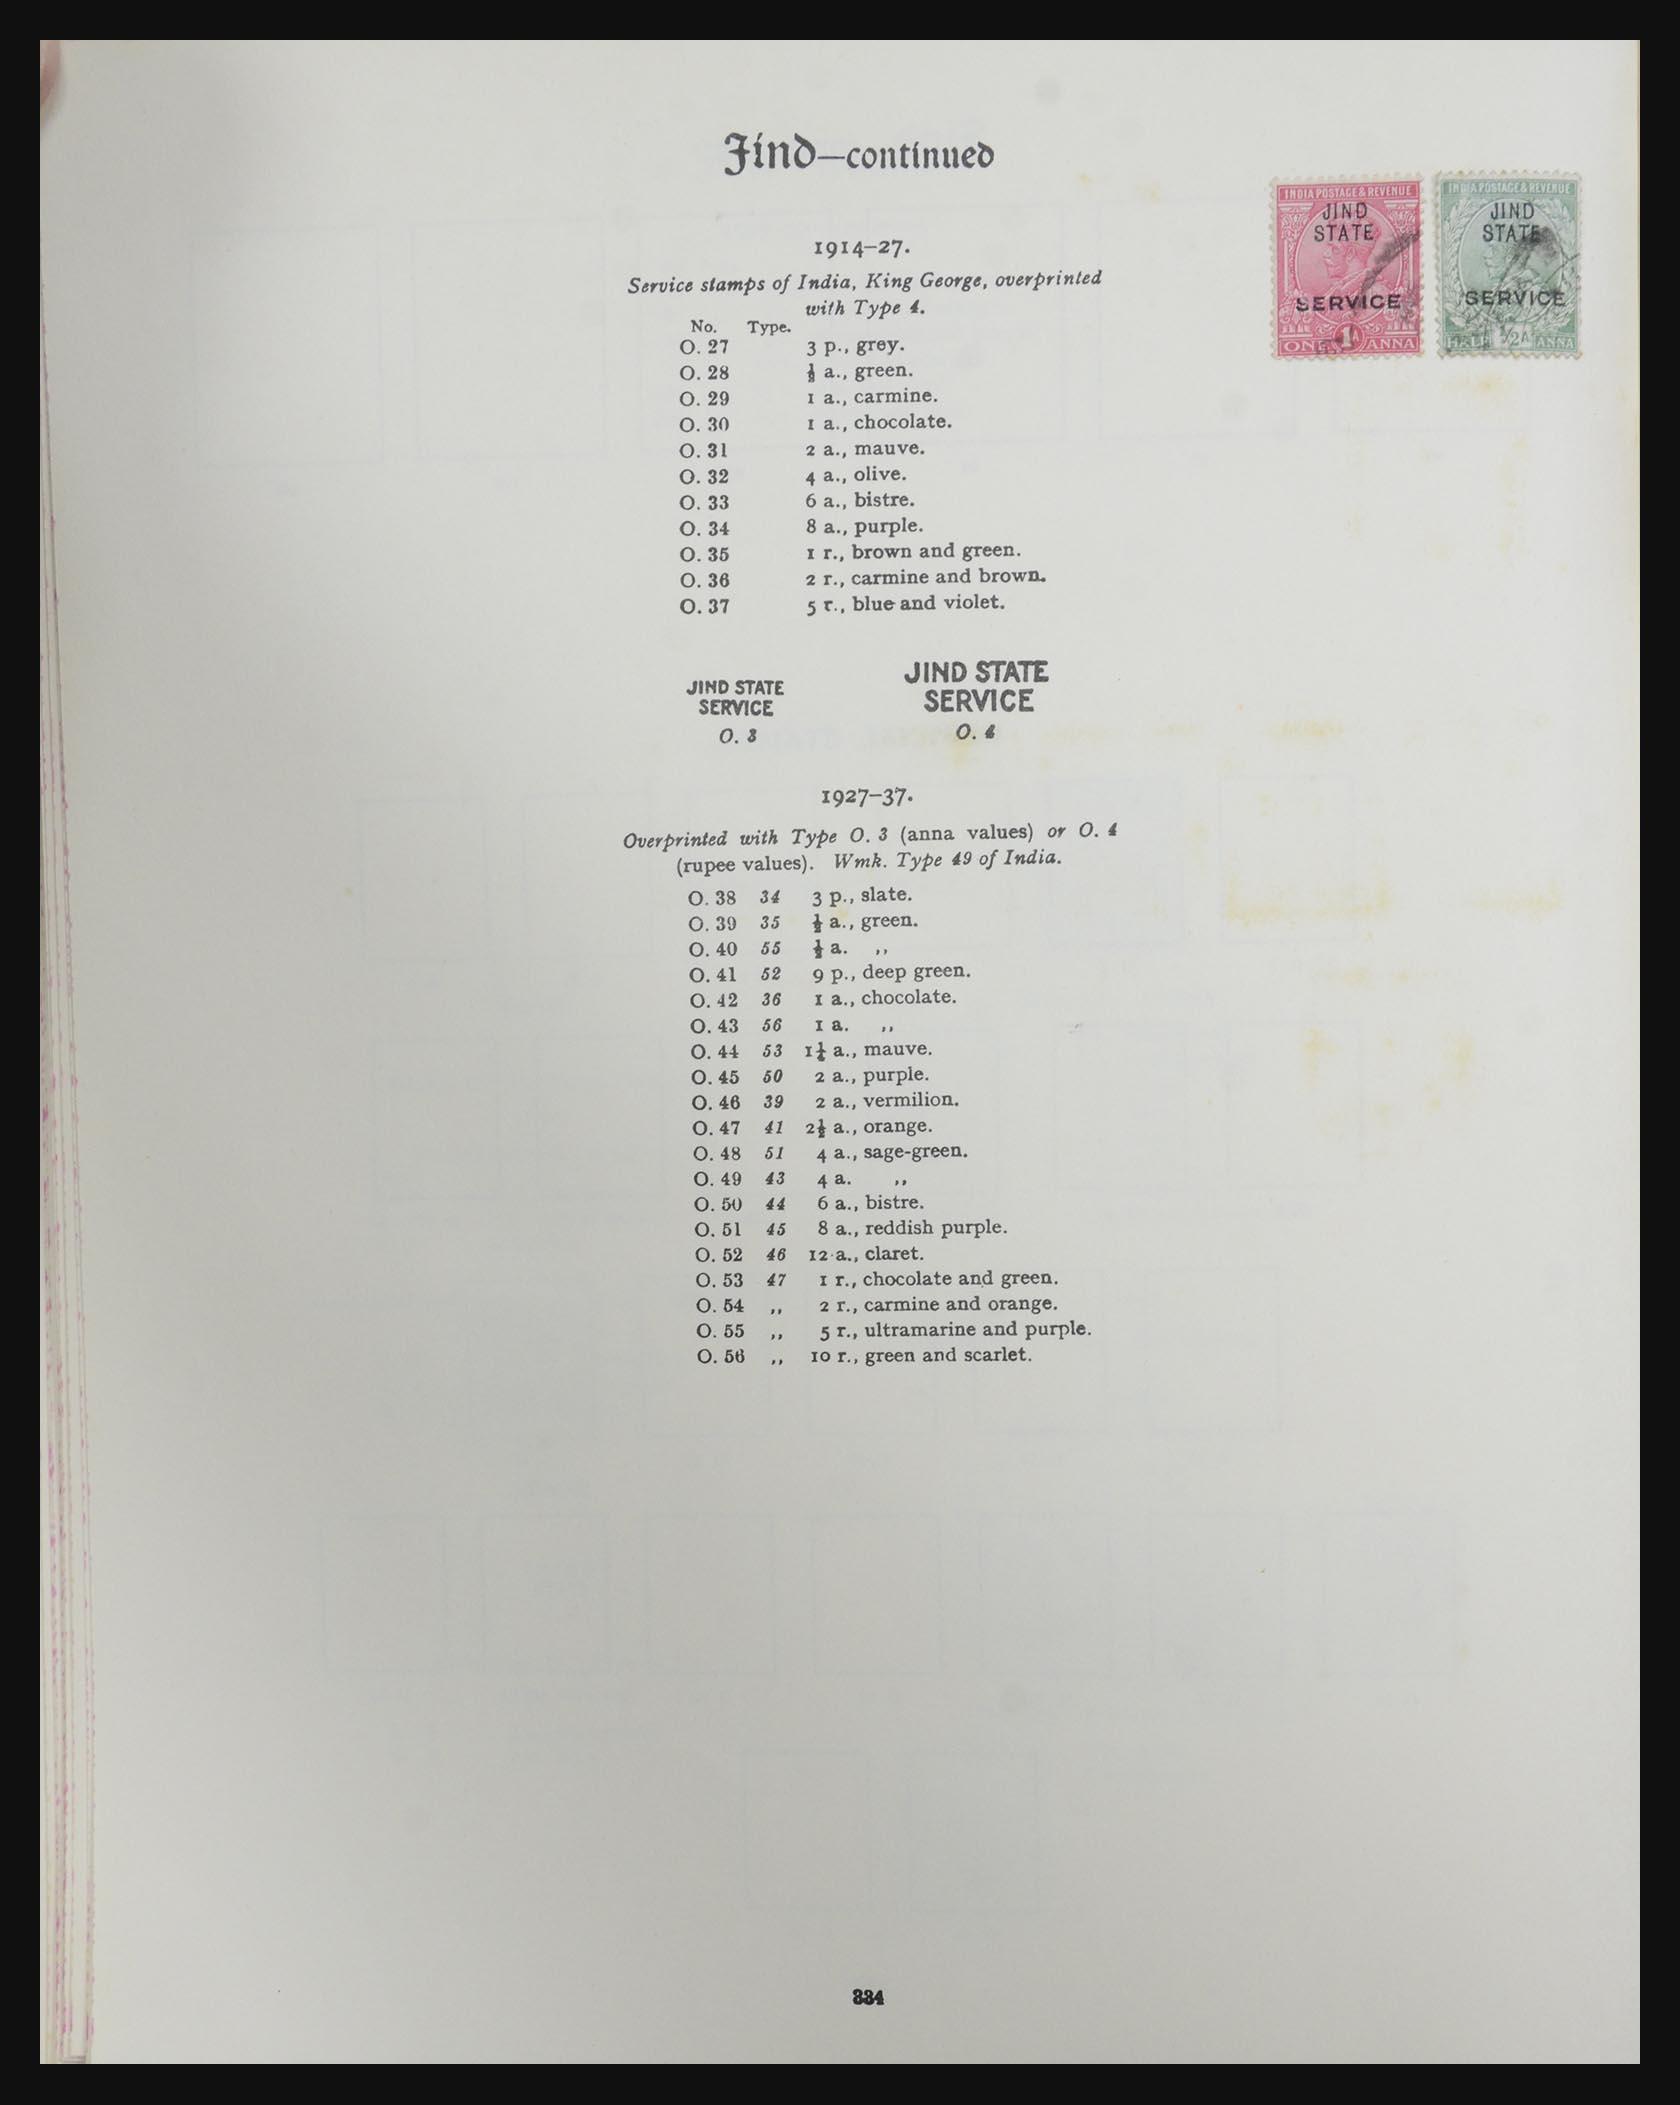 Jind—continued
INDIA POSTAGE & REVENUE
JIND
STATE
SERVICE
ONE 1A ANNA
INDIA POSTAGE & REVENUE
JIND
STATE
SERVICE
HALF ½A ANNA
1914–27.
Service stamps of India, King George, overprinted
with Type 4.
No. Type.
O. 27 3 p., grey.
O. 28 ½ a., green.
O. 29 1 a., carmine.
O. 30 1 a., chocolate.
O. 31 2 a., mauve.
O. 32 4 a., olive.
O. 33 6 a., bistre.
O. 34 8 a., purple.
O. 35 1 r., brown and green.
O. 36 2 r., carmine and brown.
O. 37 5 r., blue and violet.
JIND STATE
SERVICE
O. 3
JIND STATE
SERVICE
O. 4
1927–37.
Overprinted with Type O. 3 (anna values) or O. 4
(rupee values). Wmk. Type 49 of India.
O. 38 34 3 p., slate.
O. 39 35 ½ a., green.
O. 40 55 ½ a. ,,
O. 41 52 9 p., deep green.
O. 42 36 1 a., chocolate.
O. 43 56 1 a. ,,
O. 44 53 1¼ a., mauve.
O. 45 50 2 a., purple.
O. 46 39 2 a., vermilion.
O. 47 41 2½ a., orange.
O. 48 51 4 a., sage-green.
O. 49 43 4 a. ,,
O. 50 44 6 a., bistre.
O. 51 45 8 a., reddish purple.
O. 52 46 12 a., claret.
O. 53 47 1 r., chocolate and green.
O. 54 ,, 2 r., carmine and orange.
O. 55 ,, 5 r., ultramarine and purple.
O. 56 ,, 10 r., green and scarlet.
334